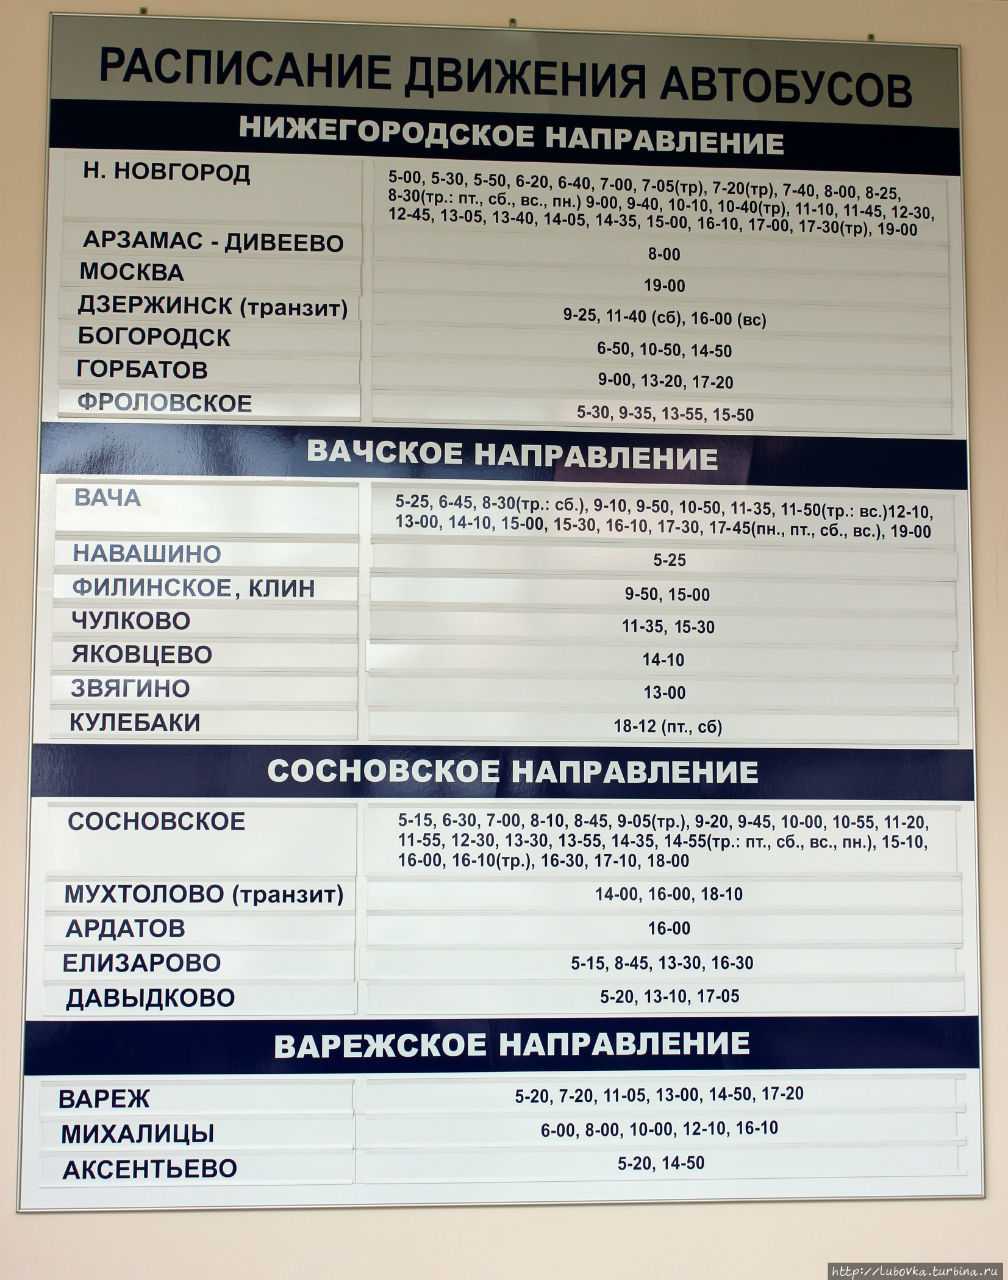 РАСПИСАНИЕ ДВИЖЕНИЯ АВТОБУСОВ
НИЖЕГОРОДСКОЕ НАПРАВЛЕНИЕ
Н. НОВГОРОД
5-00, 5-30, 5-50, 6-20, 6-40, 7-00, 7-05(тр), 7-20(тр), 7-40, 8-00, 8-25,
8-30(тр.: пт., сб., вс., пн.) 9-00, 9-40, 10-10, 10-40(тр), 11-10, 11-45, 12-30,
12-45, 13-05, 13-40, 14-05, 14-35, 15-00, 16-10, 17-00, 17-30(тр), 19-00
АРЗАМАС - ДИВЕЕВО
8-00
МОСКВА
19-00
ДЗЕРЖИНСК (транзит)
9-25, 11-40 (сб), 16-00 (вс)
БОГОРОДСК
6-50, 10-50, 14-50
ГОРБАТОВ
9-00, 13-20, 17-20
ФРОЛОВСКОЕ
5-30, 9-35, 13-55, 15-50
ВАЧСКОЕ НАПРАВЛЕНИЕ
ВАЧА
5-25, 6-45, 8-30(тр.: сб.), 9-10, 9-50, 10-50, 11-35, 11-50(тр.: вс.)12-10,
13-00, 14-10, 15-00, 15-30, 16-10, 17-30, 17-45(пн., пт., сб., вс.), 19-00
НАВАШИНО
5-25
ФИЛИНСКОЕ, КЛИН
9-50, 15-00
ЧУЛКОВО
11-35, 15-30
ЯКОВЦЕВО
14-10
ЗВЯГИНО
13-00
КУЛЕБАКИ
18-12 (пт., сб)
СОСНОВСКОЕ НАПРАВЛЕНИЕ
СОСНОВСКОЕ
5-15, 6-30, 7-00, 8-10, 8-45, 9-05(тр.), 9-20, 9-45, 10-00, 10-55, 11-20,
11-55, 12-30, 13-30, 13-55, 14-35, 14-55(тр.: пт., сб., вс., пн.), 15-10,
16-00, 16-10(тр.), 16-30, 17-10, 18-00
МУХТОЛОВО (транзит)
14-00, 16-00, 18-10
АРДАТОВ
16-00
ЕЛИЗАРОВО
5-15, 8-45, 13-30, 16-30
ДАВЫДКОВО
5-20, 13-10, 17-05
ВАРЕЖСКОЕ НАПРАВЛЕНИЕ
ВАРЕЖ
5-20, 7-20, 11-05, 13-00, 14-50, 17-20
МИХАЛИЦЫ
6-00, 8-00, 10-00, 12-10, 16-10
АКСЕНТЬЕВО
5-20, 14-50
http://lubovka.turbina.ru